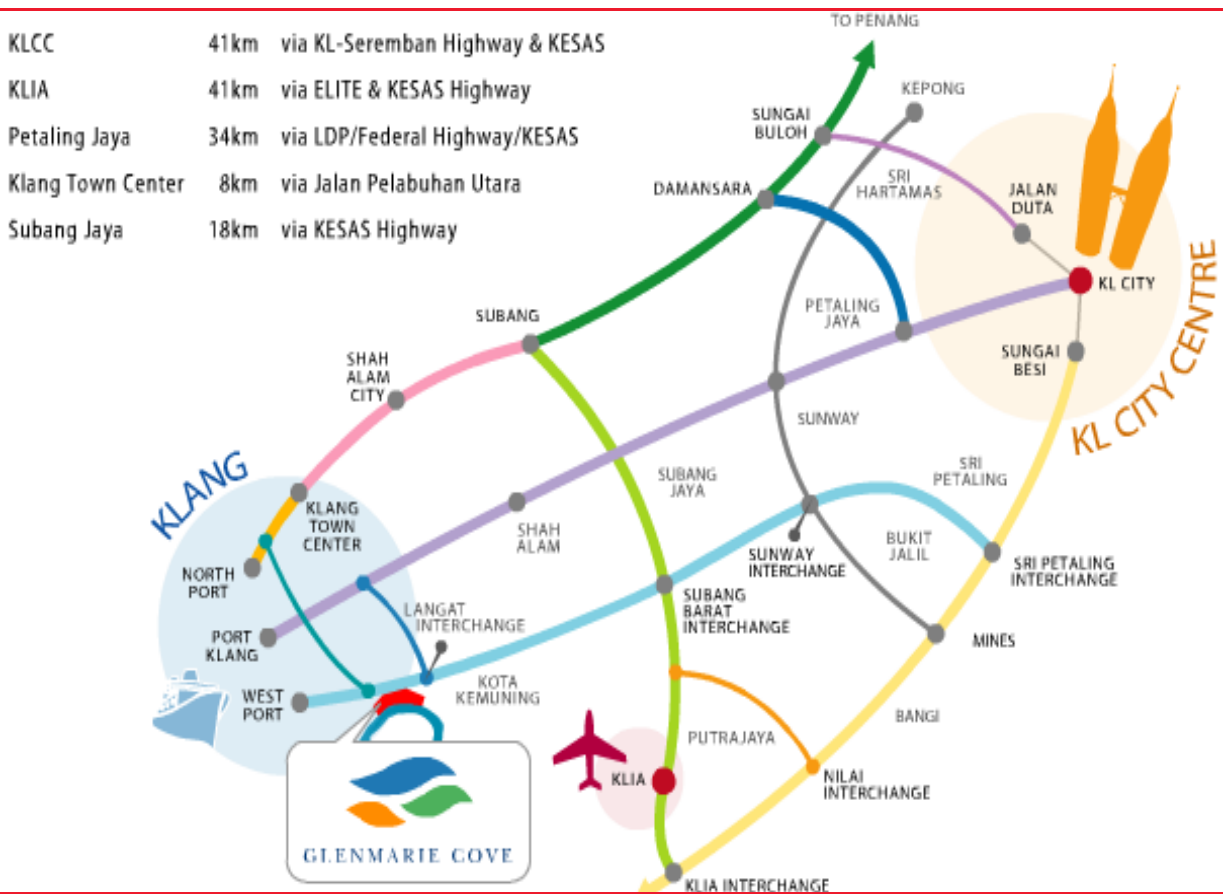 KLCC 41km via KL-Seremban Highway & KESAS
KLIA 41km via ELITE & KESAS Highway
Petaling Jaya 34km via LDP/Federal Highway/KESAS
Klang Town Center 8km via Jalan Pelabuhan Utara
Subang Jaya 18km via KESAS Highway
TO PENANG
KEPONG
SUNGAI
BULOH
DAMANSARA
SRI
HARTAMAS
JALAN
DUTA
KL CITY
KL CITY CENTRE
SUBANG
PETALING
JAYA
SUNGAI
BESI
SHAH
ALAM
CITY
SUNWAY
KLANG
KLANG
TOWN
CENTER
SUBANG
JAYA
SRI
PETALING
SHAH
ALAM
BUKIT
JALIL
SUNWAY
INTERCHANGE
SRI PETALING
INTERCHANGE
NORTH
PORT
LANGAT
INTERCHANGE
SUBANG
BARAT
INTERCHANGE
PORT
KLANG
MINES
WEST
PORT
KOTA
KEMUNING
BANGI
PUTRAJAYA
KLIA
NILAI
INTERCHANGE
GLENMARIE COVE
KLIA INTERCHANGE